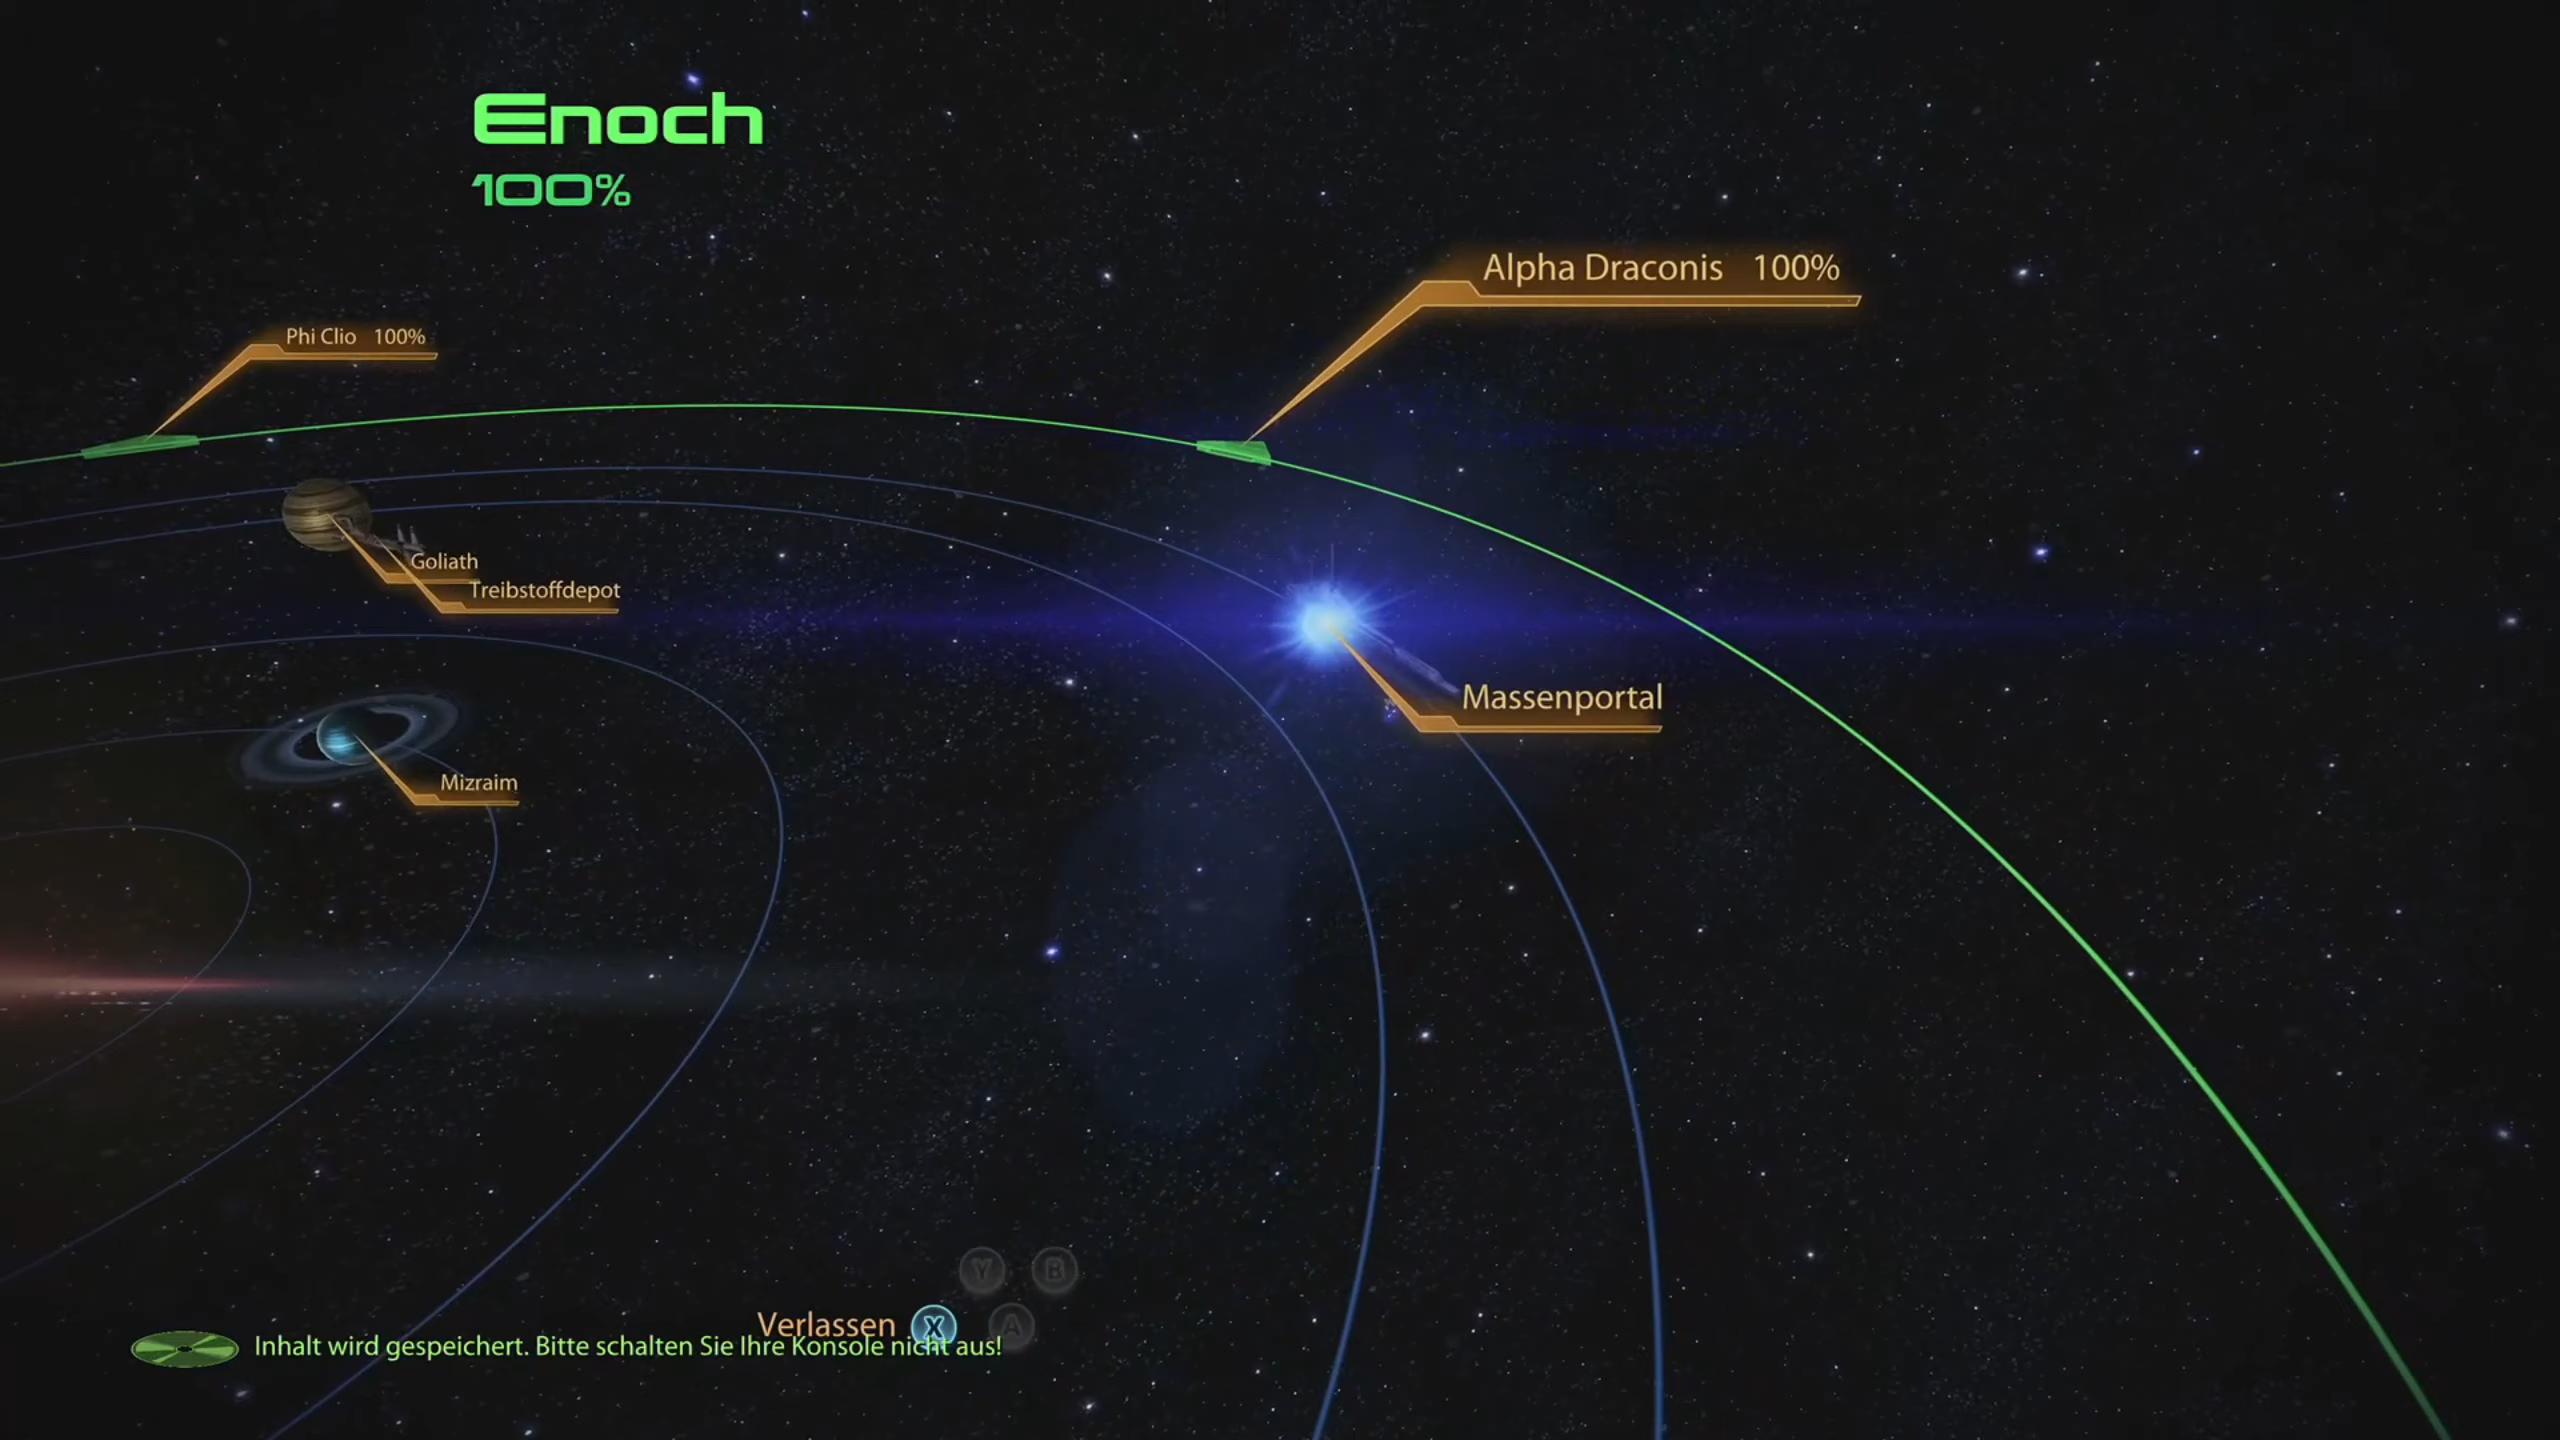 Enoch
100%
Alpha Draconis 100%
Phi Clio 100%
Goliath
Treibstoffdepot
Massenportal
Mizraim
Y B
Verlassen X A
Inhalt wird gespeichert. Bitte schalten Sie Ihre Konsole nicht aus!